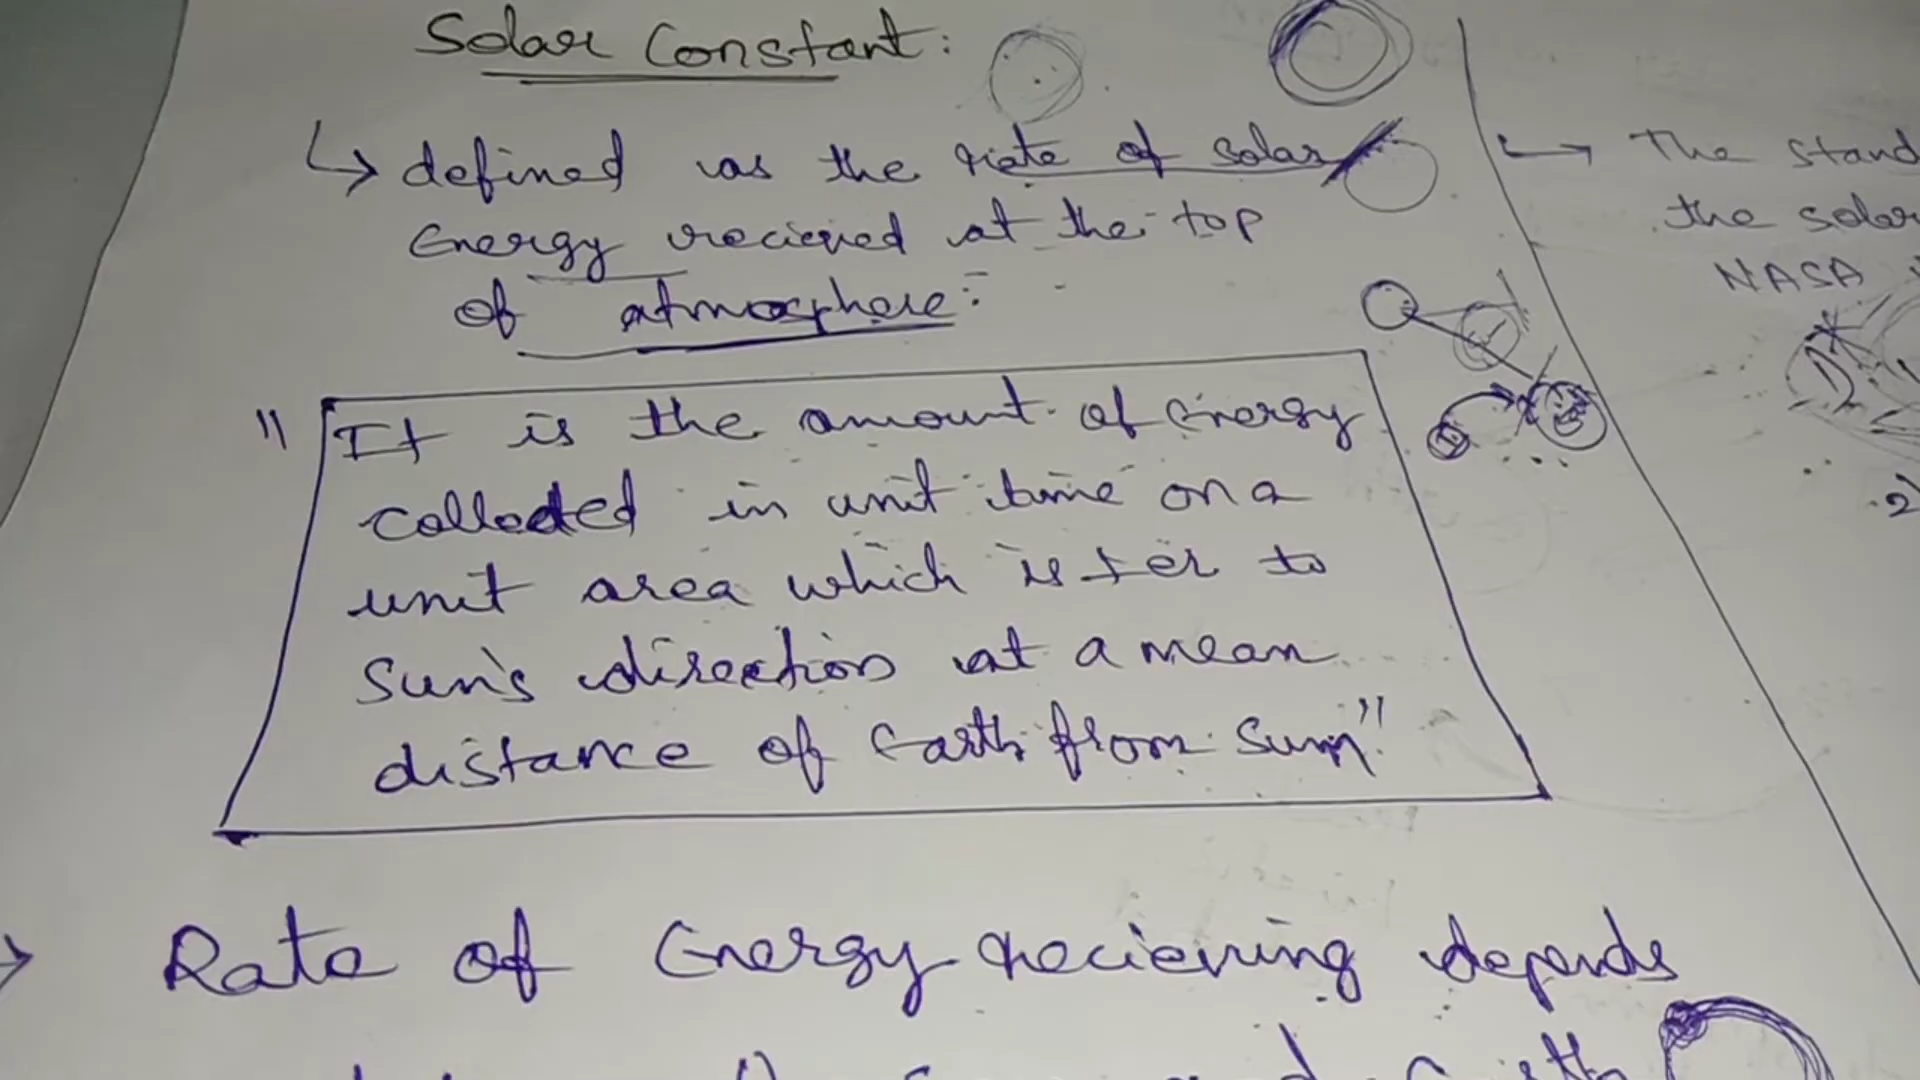 Solar Constant:
↳ defined as the rate of solar
Energy recieved at the top
of atmosphere:-
"It is the amount of Energy
collected in unit time on a
unit area which is ⊥er to
Sun's direction at a mean
distance of Earth from Sun"
Rate of Energy recieving depends
↳ The stand
the solar
NASA
2)